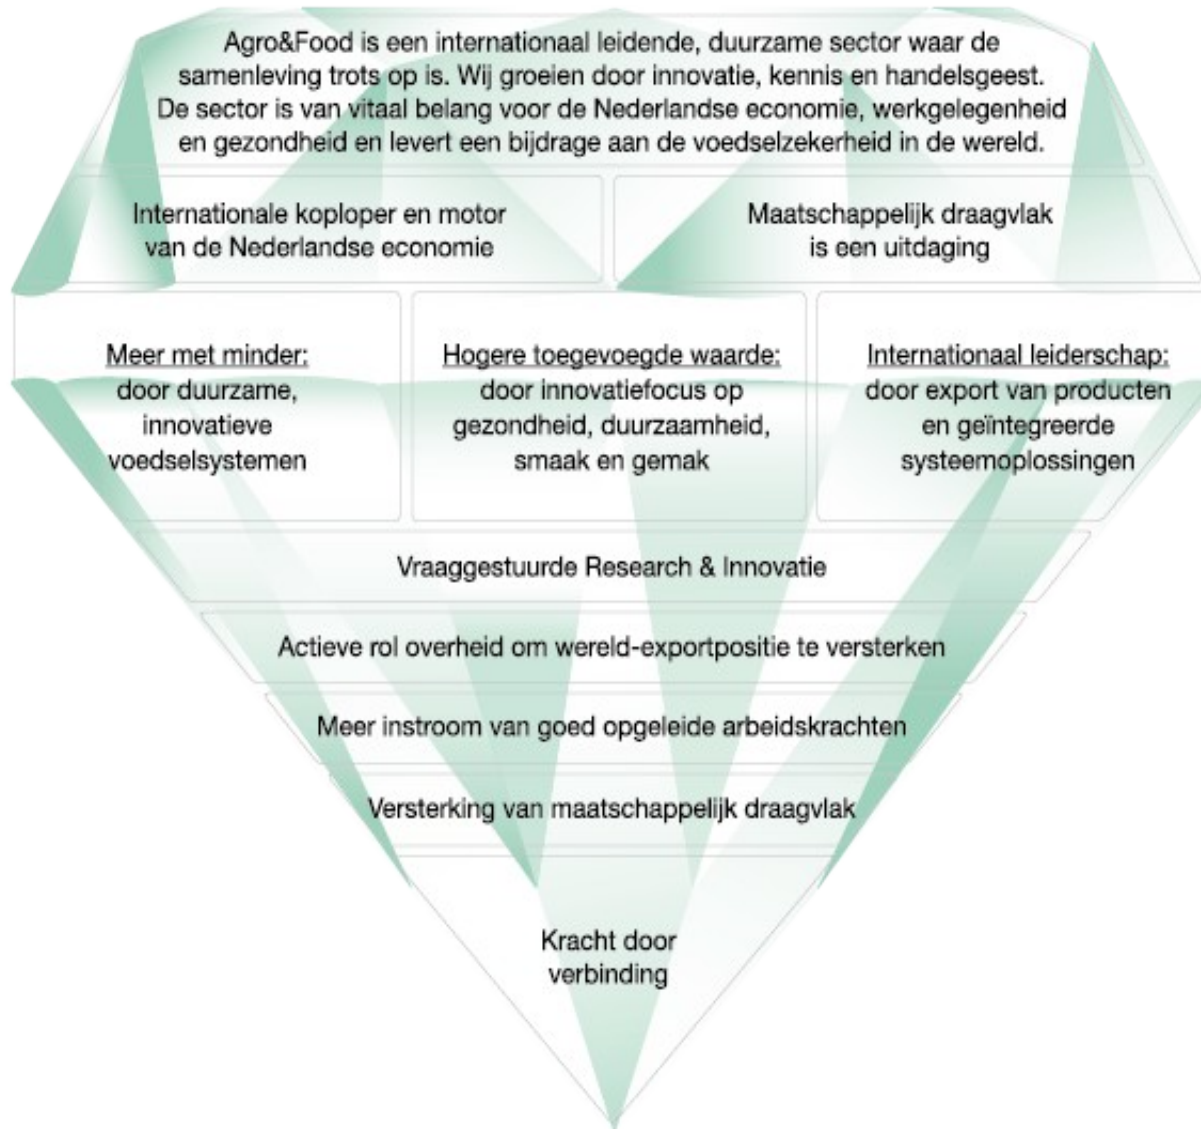 Agro&Food is een internationaal leidende, duurzame sector waar de
samenleving trots op is. Wij groeien door innovatie, kennis en handelsgeest.
De sector is van vitaal belang voor de Nederlandse economie, werkgelegenheid
en gezondheid en levert een bijdrage aan de voedselzekerheid in de wereld.
Internationale koploper en motor
van de Nederlandse economie
Maatschappelijk draagvlak
is een uitdaging
Meer met minder:
door duurzame,
innovatieve
voedselsystemen
Hogere toegevoegde waarde:
door innovatiefocus op
gezondheid, duurzaamheid,
smaak en gemak
Internationaal leiderschap:
door export van producten
en geïntegreerde
systeemoplossingen
Vraaggestuurde Research & Innovatie
Actieve rol overheid om wereld-exportpositie te versterken
Meer instroom van goed opgeleide arbeidskrachten
Versterking van maatschappelijk draagvlak
Kracht door
verbinding